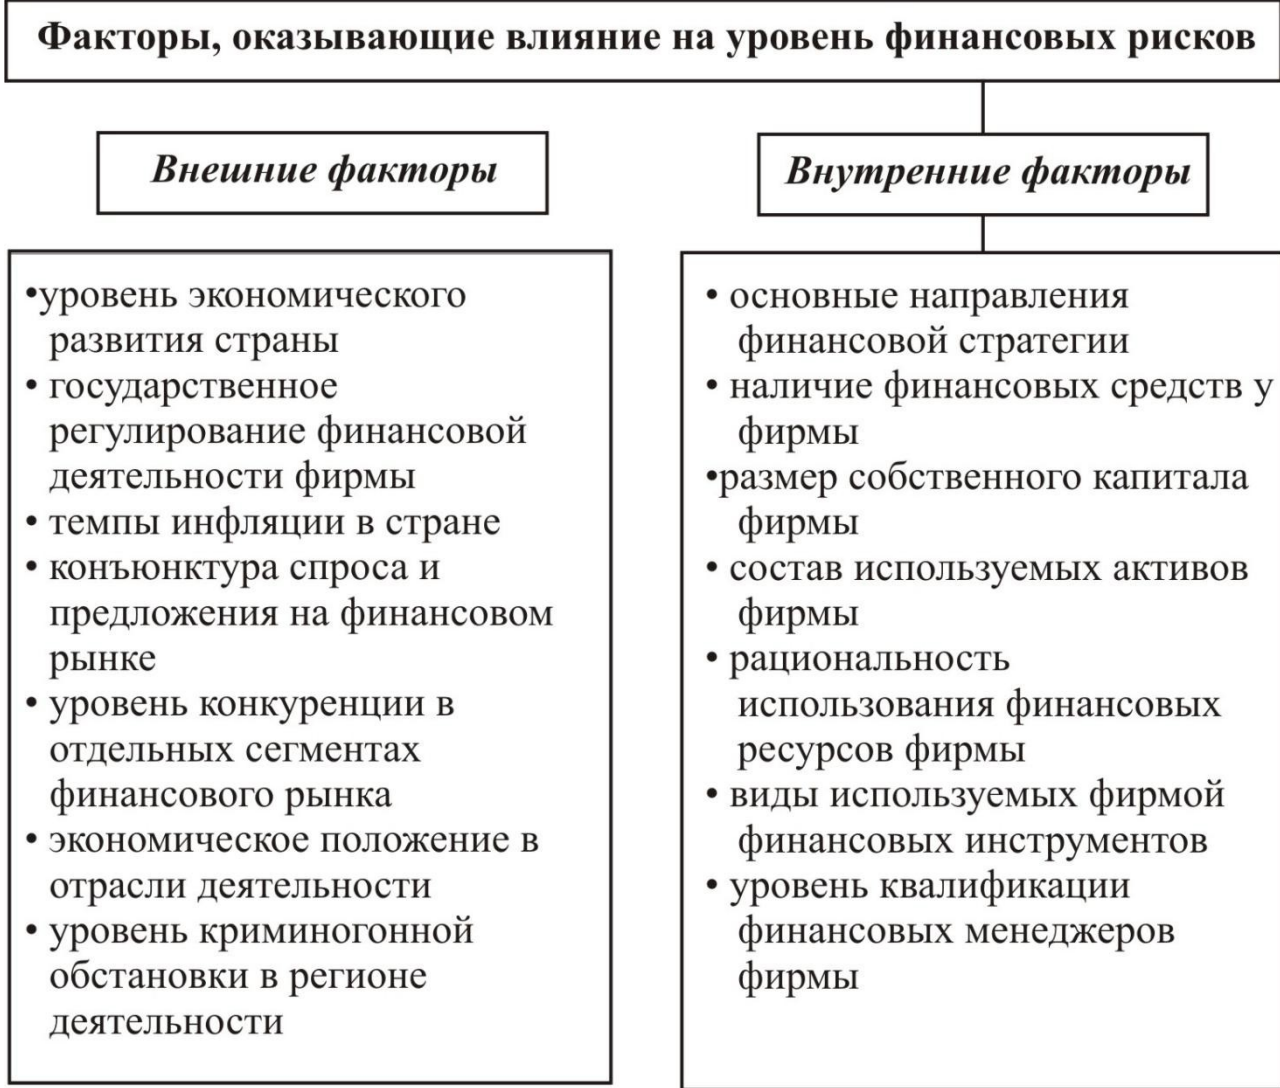 Факторы, оказывающие влияние на уровень финансовых рисков
Внешние факторы
•уровень экономического
развития страны
• государственное
регулирование финансовой
деятельности фирмы
• темпы инфляции в стране
• конъюнктура спроса и
предложения на финансовом
рынке
• уровень конкуренции в
отдельных сегментах
финансового рынка
• экономическое положение в
отрасли деятельности
• уровень криминогонной
обстановки в регионе
деятельности
Внутренние факторы
• основные направления
финансовой стратегии
• наличие финансовых средств у
фирмы
•размер собственного капитала
фирмы
• состав используемых активов
фирмы
• рациональность
использования финансовых
ресурсов фирмы
• виды используемых фирмой
финансовых инструментов
• уровень квалификации
финансовых менеджеров
фирмы